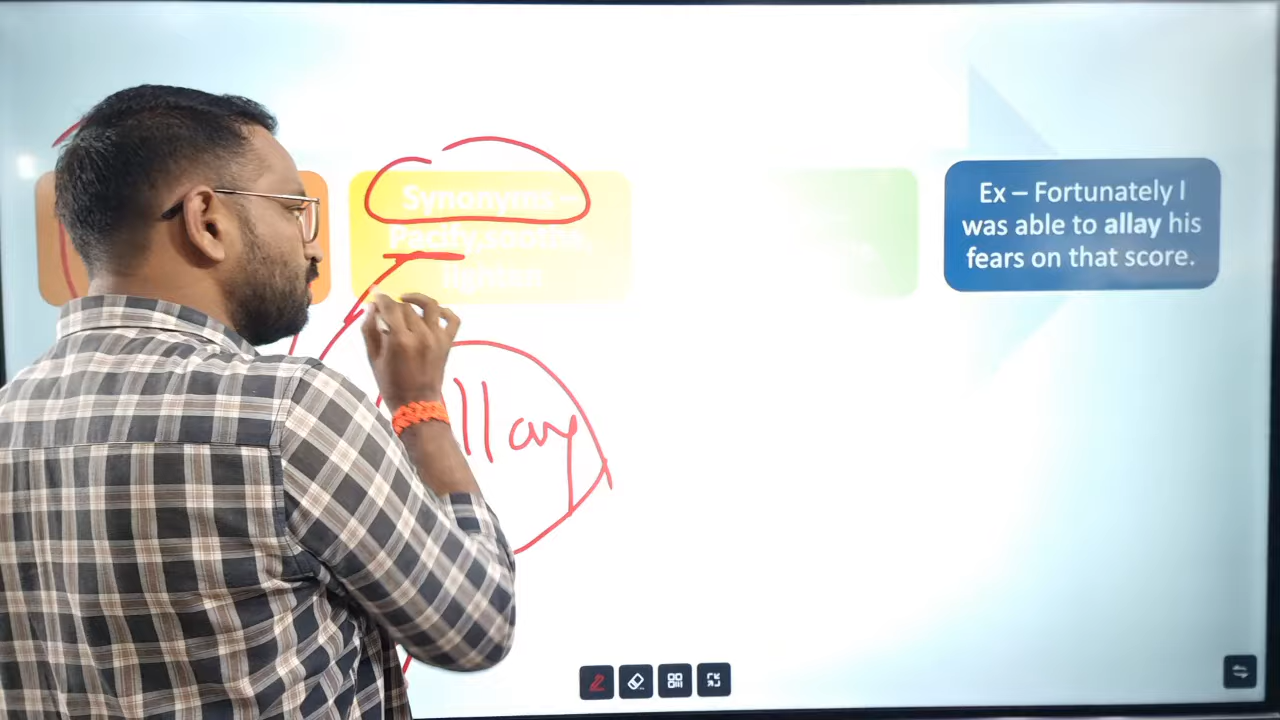 Synonyms –
Pacify,soothe,
lighten
Ex – Fortunately I
was able to allay his
fears on that score.
llay